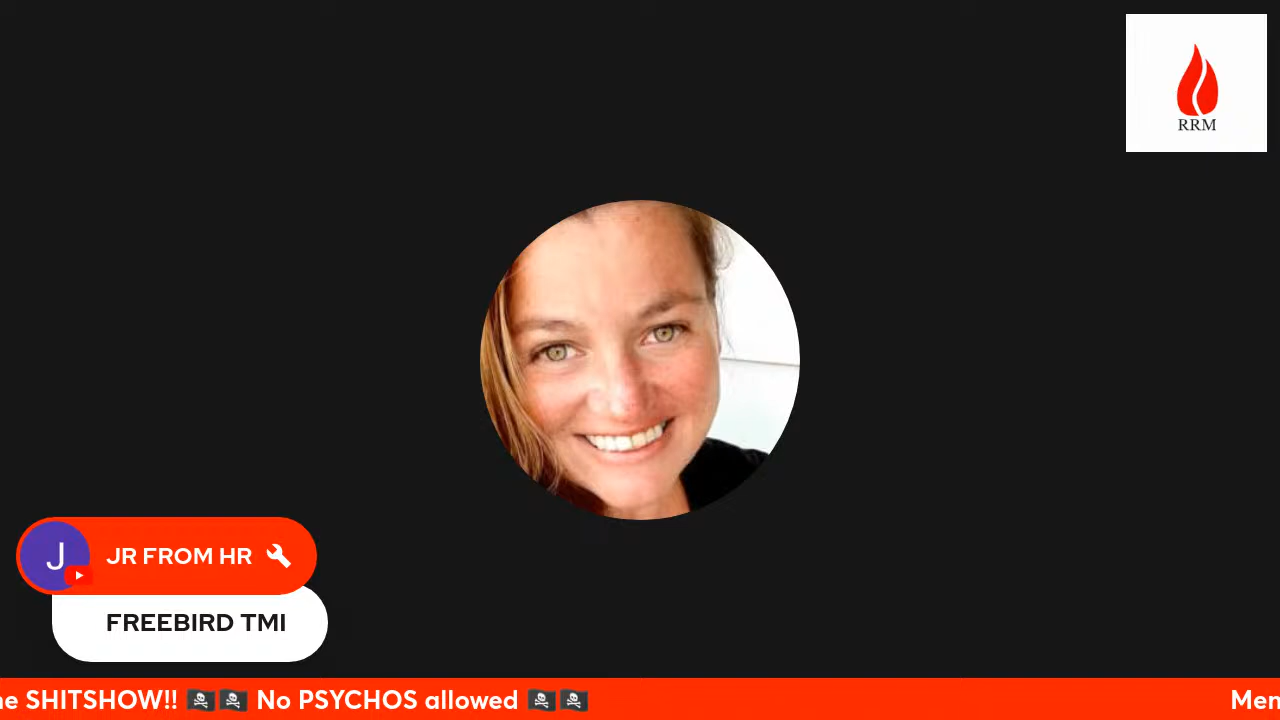 RRM
J
JR FROM HR
FREEBIRD TMI
SHITSHOW!! 🏴‍☠️🏴‍☠️ No PSYCHOS allowed 🏴‍☠️🏴‍☠️